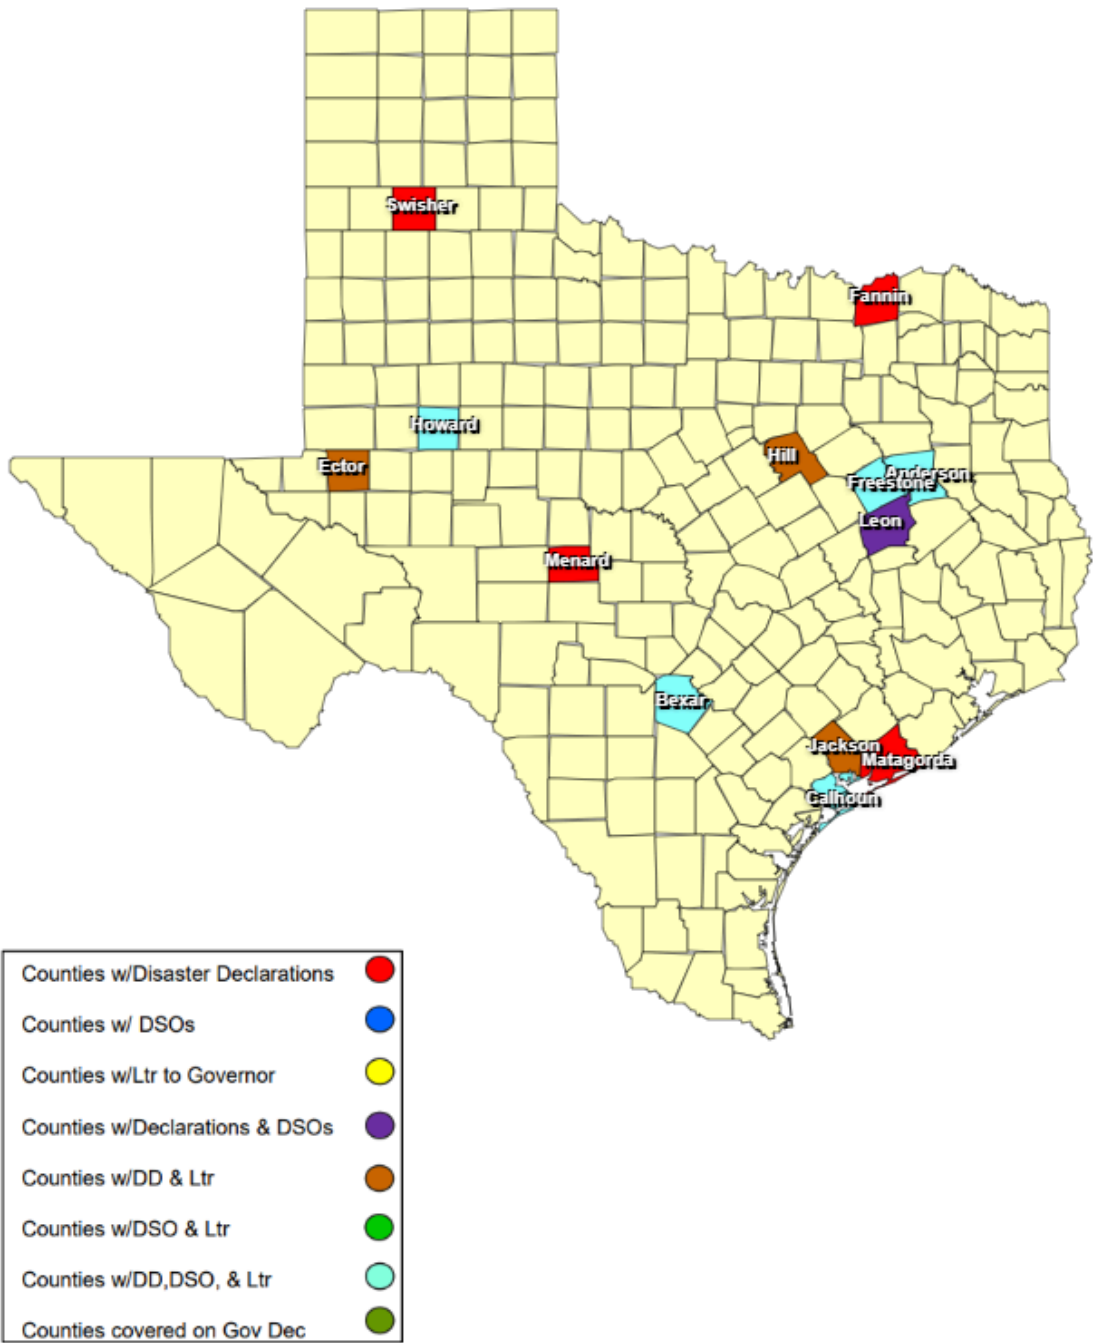 Swisher
Fannin
Howard
Hill
Ector
Anderson
Freestone
Leon
Menard
Bexar
Jackson
Matagorda
Calhoun
Counties w/Disaster Declarations
Counties w/ DSOs
Counties w/Ltr to Governor
Counties w/Declarations & DSOs
Counties w/DD & Ltr
Counties w/DSO & Ltr
Counties w/DD,DSO, & Ltr
Counties covered on Gov Dec